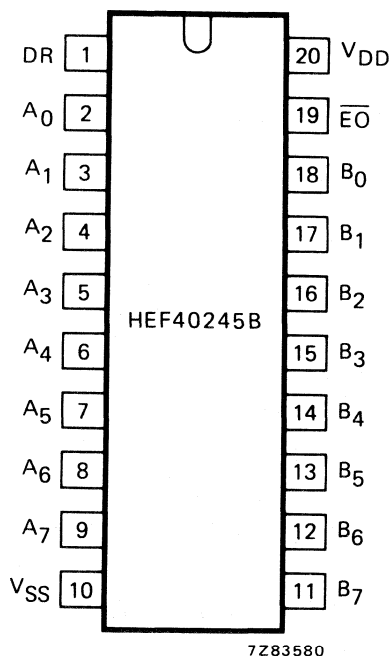 DR 1 20 VDD
A0 2 19 EO
A1 3 18 B0
A2 4 17 B1
A3 5 16 B2
HEF40245B
A4 6 15 B3
A5 7 14 B4
A6 8 13 B5
A7 9 12 B6
VSS 10 11 B7
7Z83580